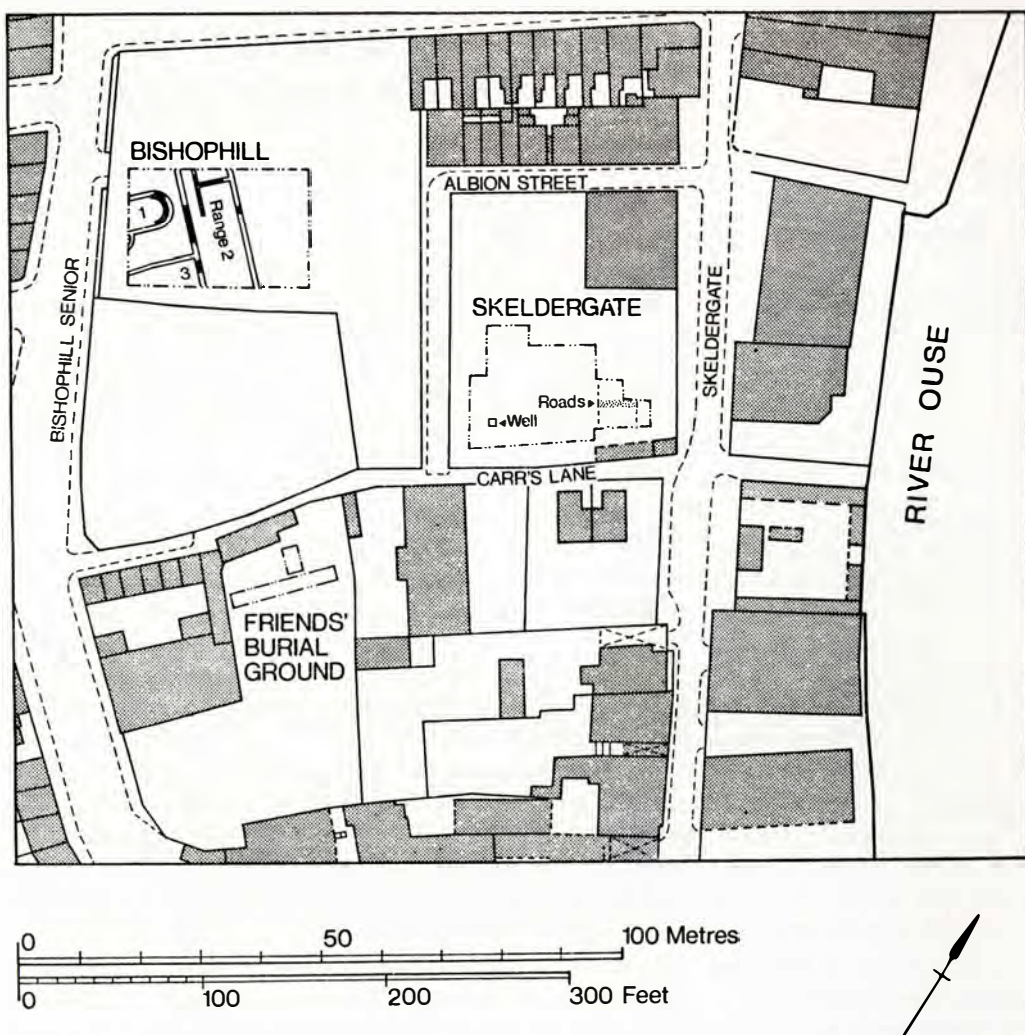 BISHOPHILL
1
Range 2
3
BISHOPHILL SENIOR
ALBION STREET
SKELDERGATE
Roads
Well
SKELDERGATE
RIVER OUSE
CARR'S LANE
FRIENDS'
BURIAL
GROUND
0 50 100 Metres
0 100 200 300 Feet